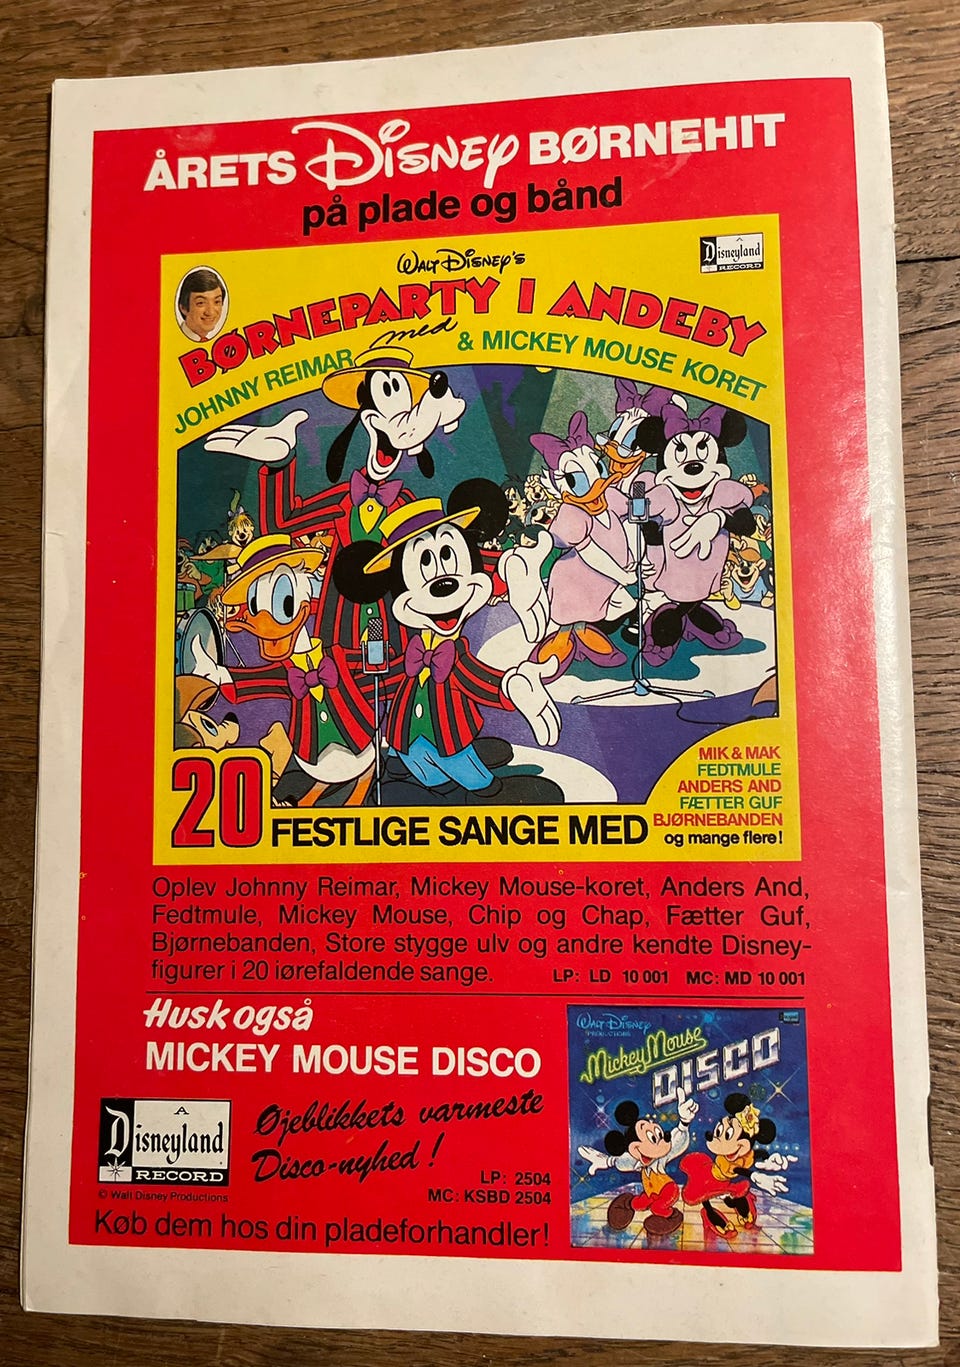 ÅRETS Disney BØRNEHIT
på plade og bånd
Walt Disney's
A
Disneyland
RECORD
BØRNEPARTY I ANDEBY
med
JOHNNY REIMAR & MICKEY MOUSE KORET
20 FESTLIGE SANGE MED
MIK & MAK
FEDTMULE
ANDERS AND
FÆTTER GUF
BJØRNEBANDEN
og mange flere!
Oplev Johnny Reimar, Mickey Mouse-koret, Anders And,
Fedtmule, Mickey Mouse, Chip og Chap, Fætter Guf,
Bjørnebanden, Store stygge ulv og andre kendte Disney-
figurer i 20 iørefaldende sange. LP: LD 10 001 MC: MD 10 001
Husk også
MICKEY MOUSE DISCO
Øjeblikkets varmeste
Disco-nyhed!
LP: 2504
MC: KSBD 2504
A
Disneyland
RECORD
© Walt Disney Productions
Køb dem hos din pladeforhandler!
Walt Disney
PRODUCTIONS
Mickey Mouse
DISCO